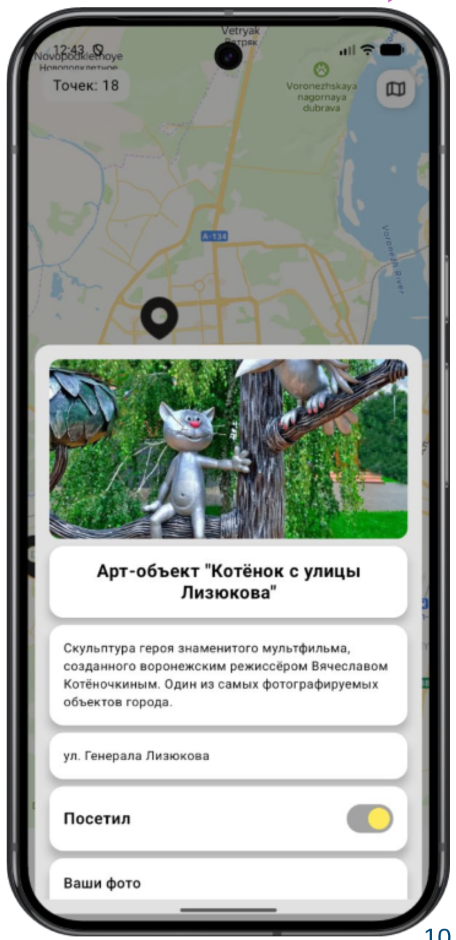 Vetryak
Ветряк
12:43
Novopodkletnoye
Новоподклетное
Точек: 18
Voronezhskaya
nagornaya
dubrava
А-134
Voronezh River
Арт-объект "Котёнок с улицы
Лизюкова"
Скульптура героя знаменитого мультфильма,
созданного воронежским режиссёром Вячеславом
Котёночкиным. Один из самых фотографируемых
объектов города.
ул. Генерала Лизюкова
Посетил
Ваши фото
10